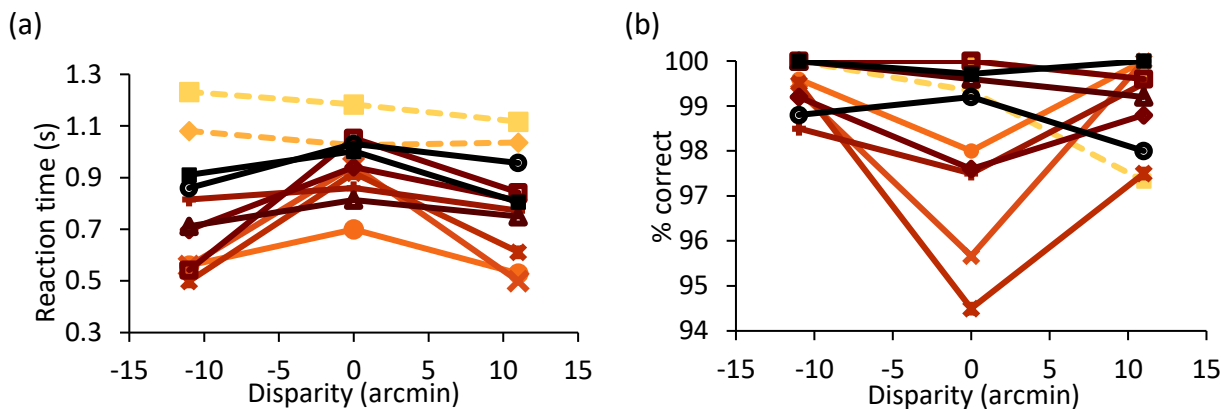 (a)
Reaction time (s)
1.3
1.1
0.9
0.7
0.5
0.3
-15 -10 -5 0 5 10 15
Disparity (arcmin)
(b)
% correct
100
99
98
97
96
95
94
-15 -10 -5 0 5 10 15
Disparity (arcmin)